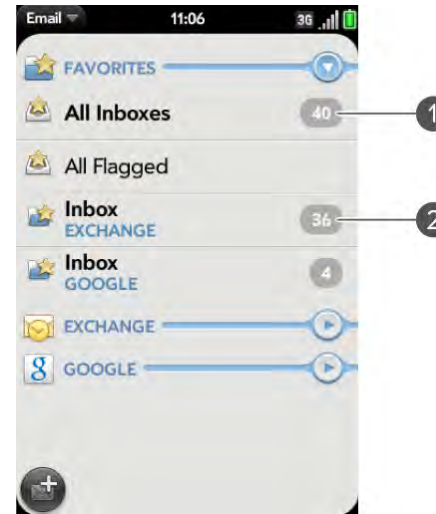 Email 11:06 3G
FAVORITES
All Inboxes 40 1
All Flagged
Inbox
EXCHANGE 36 2
Inbox
GOOGLE 4
EXCHANGE
8 GOOGLE